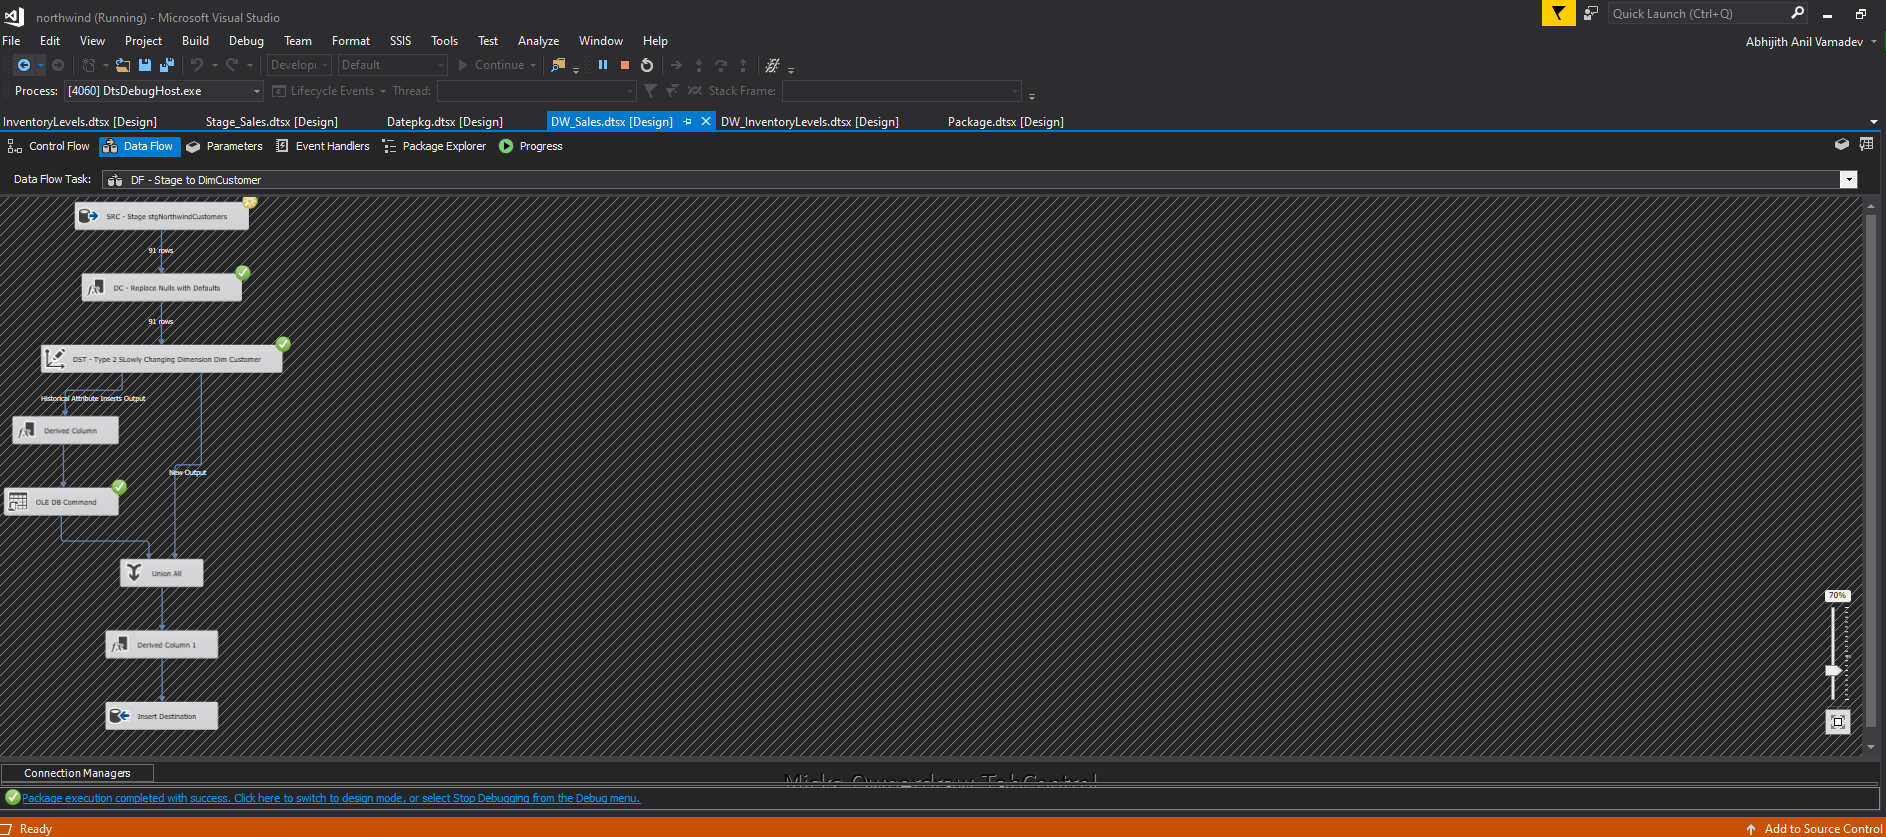 northwind (Running) - Microsoft Visual Studio
Quick Launch (Ctrl+Q)
File Edit View Project Build Debug Team Format SSIS Tools Test Analyze Window Help
Abhijith Anil Vamadev
Developi Default Continue
Process: [4060] DtsDebugHost.exe Lifecycle Events Thread: Stack Frame:
InventoryLevels.dtsx [Design] Stage_Sales.dtsx [Design] Datepkg.dtsx [Design] DW_Sales.dtsx [Design] DW_InventoryLevels.dtsx [Design] Package.dtsx [Design]
Control Flow Data Flow Parameters Event Handlers Package Explorer Progress
Data Flow Task: DF - Stage to DimCustomer
SRC - Stage stgNorthwindCustomers
91 rows
DC - Replace Nulls with Defaults
91 rows
DST - Type 2 SLowly Changing Dimension Dim Customer
Historical Attribute Inserts Output
Derived Column
New Output
OLE DB Command
Union All
70%
Derived Column 1
Insert Destination
Connection Managers
Package execution completed with success. Click here to switch to design mode, or select Stop Debugging from the Debug menu.
Ready
Add to Source Control